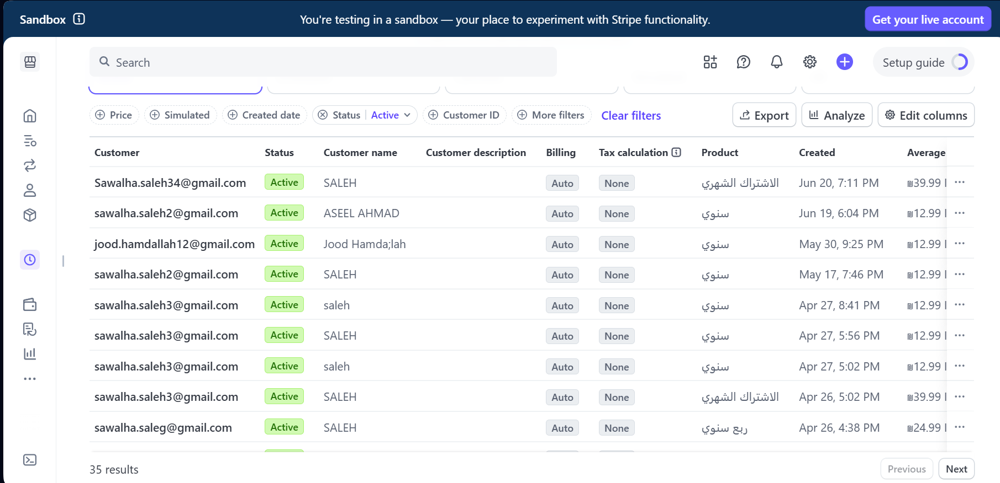 Sandbox
You're testing in a sandbox — your place to experiment with Stripe functionality.
Get your live account
Search
Setup guide
Price Simulated Created date Status Active Customer ID More filters Clear filters Export Analyze Edit columns
Customer Status Customer name Customer description Billing Tax calculation Product Created Average
Sawalha.saleh34@gmail.com Active SALEH Auto None الاشتراك الشهري Jun 20, 7:11 PM ₪39.99
sawalha.saleh2@gmail.com Active ASEEL AHMAD Auto None سنوي Jun 19, 6:04 PM ₪12.99
jood.hamdallah12@gmail.com Active Jood Hamda;lah Auto None سنوي May 30, 9:25 PM ₪12.99
sawalha.saleh2@gmail.com Active SALEH Auto None سنوي May 17, 7:46 PM ₪12.99
sawalha.saleh3@gmail.com Active saleh Auto None سنوي Apr 27, 8:41 PM ₪12.99
sawalha.saleh3@gmail.com Active SALEH Auto None سنوي Apr 27, 5:56 PM ₪12.99
sawalha.saleh3@gmail.com Active saleh Auto None سنوي Apr 27, 5:02 PM ₪12.99
sawalha.saleh3@gmail.com Active SALEH Auto None الاشتراك الشهري Apr 26, 5:02 PM ₪39.99
sawalha.saleg@gmail.com Active SALEH Auto None ربع سنوي Apr 26, 4:38 PM ₪24.99
35 results
Previous Next